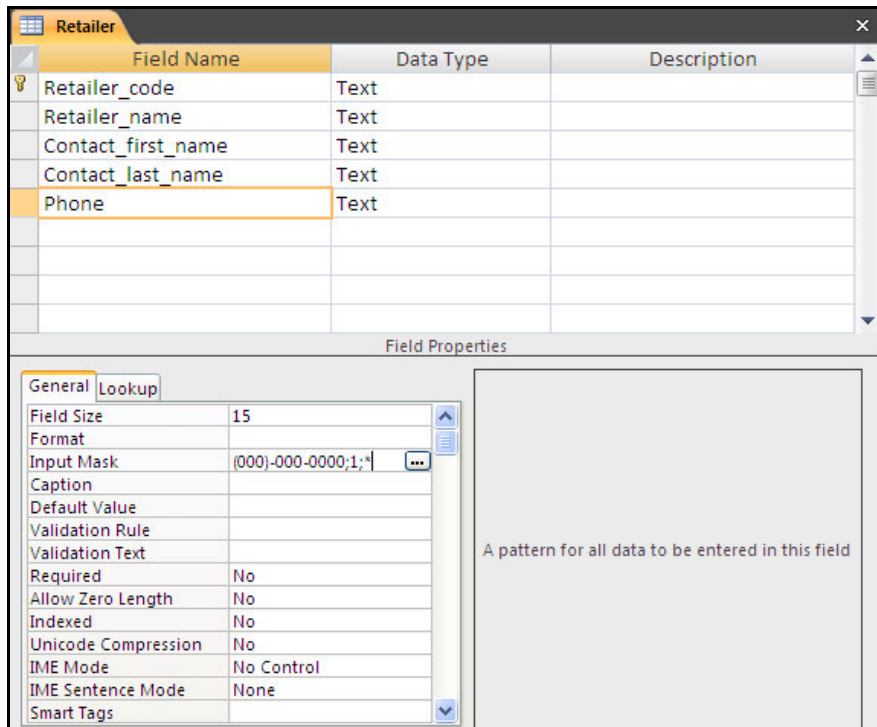 Retailer
Field Name Data Type Description
Retailer_code Text
Retailer_name Text
Contact_first_name Text
Contact_last_name Text
Phone Text
Field Properties
General Lookup
Field Size 15
Format
Input Mask (000)-000-0000;1;* ...
Caption
Default Value
Validation Rule
Validation Text
Required No
Allow Zero Length No
Indexed No
Unicode Compression No
IME Mode No Control
IME Sentence Mode None
Smart Tags
A pattern for all data to be entered in this field